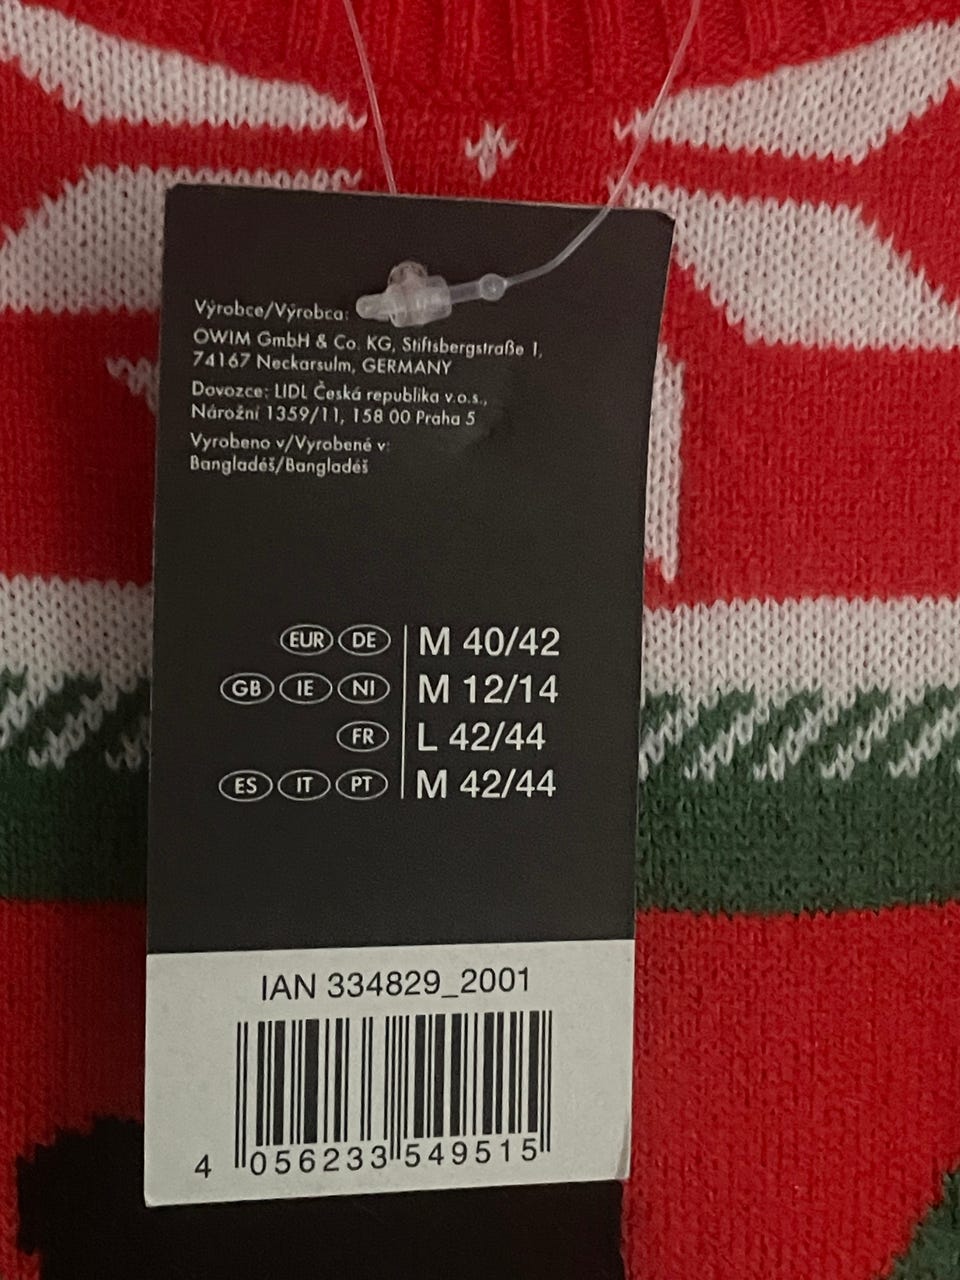 Výrobce/Výrobca:
OWIM GmbH & Co. KG, Stiftsbergstraße 1,
74167 Neckarsulm, GERMANY
Dovozce: LIDL Česká republika v.o.s.,
Nárožní 1359/11, 158 00 Praha 5
Vyrobeno v/Vyrobené v:
Bangladéš/Bangladéš
EUR DE M 40/42
GB IE NI M 12/14
FR L 42/44
ES IT PT M 42/44
IAN 334829_2001
4 056233 549515